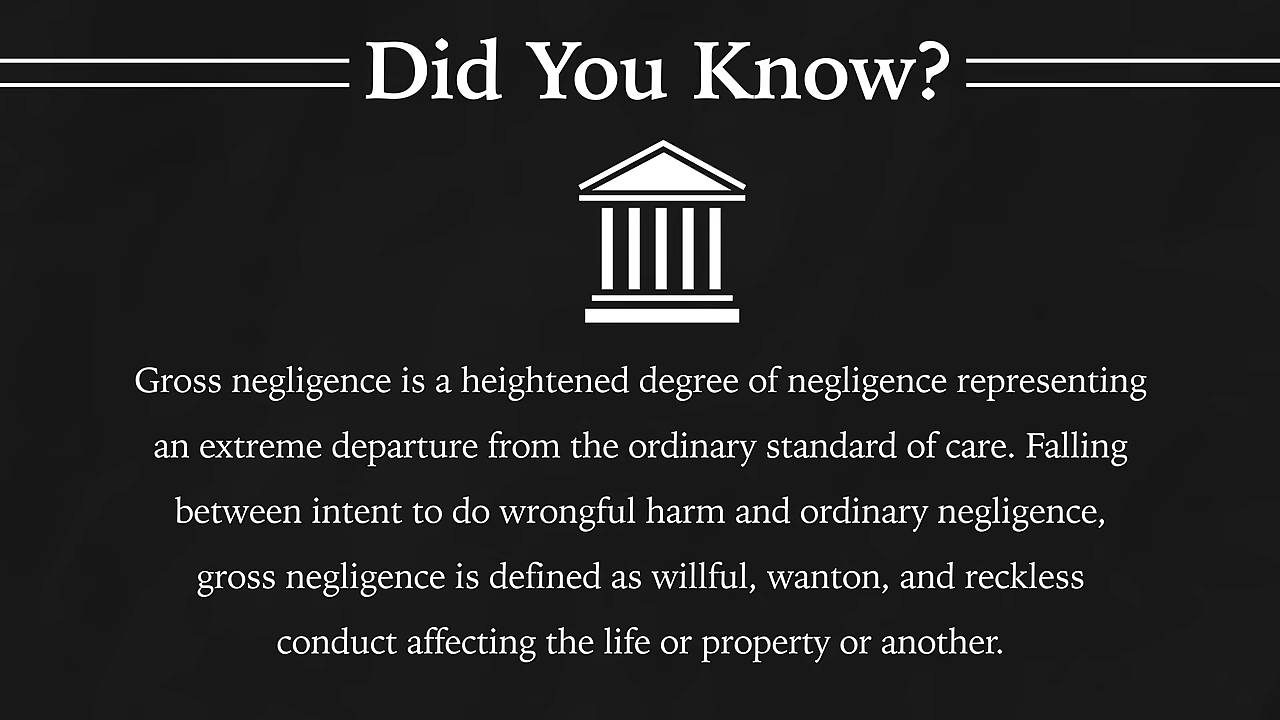 Did You Know?
Gross negligence is a heightened degree of negligence representing
an extreme departure from the ordinary standard of care. Falling
between intent to do wrongful harm and ordinary negligence,
gross negligence is defined as willful, wanton, and reckless
conduct affecting the life or property or another.